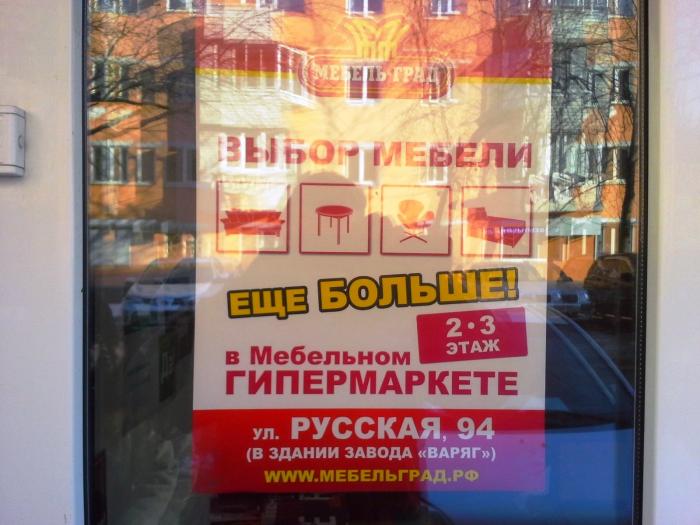 МЕБЕЛЬ ГРАД
ВЫБОР МЕБЕЛИ
ЕЩЕ БОЛЬШЕ!
2•3
ЭТАЖ
в Мебельном
ГИПЕРМАРКЕТЕ
ул. РУССКАЯ, 94
(В ЗДАНИИ ЗАВОДА «ВАРЯГ»)
WWW.МЕБЕЛЬГРАД.РФ